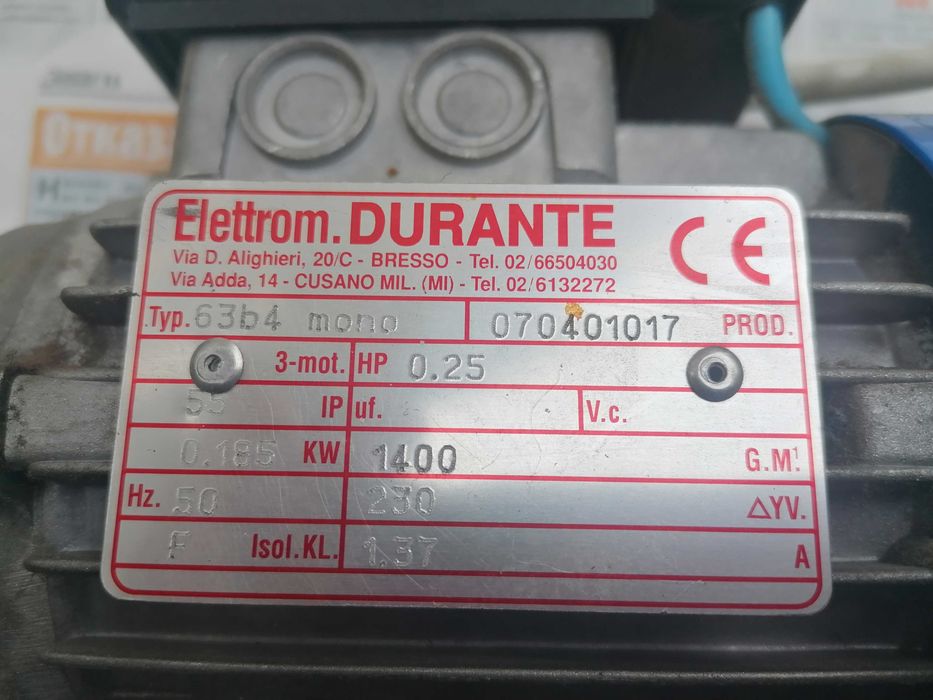 Отказ
Elettrom. DURANTE
Via D. Alighieri, 20/C - BRESSO - Tel. 02/66504030
Via Adda, 14 - CUSANO MIL. (MI) - Tel. 02/6132272
CE
Typ. 63b4 mono 070401017 PROD.
3-mot. HP 0.25
55 IP uf. V.c.
0.185 KW 1400 G.M¹.
Hz. 50 230 ΔYV.
F Isol.KL. 1.37 A